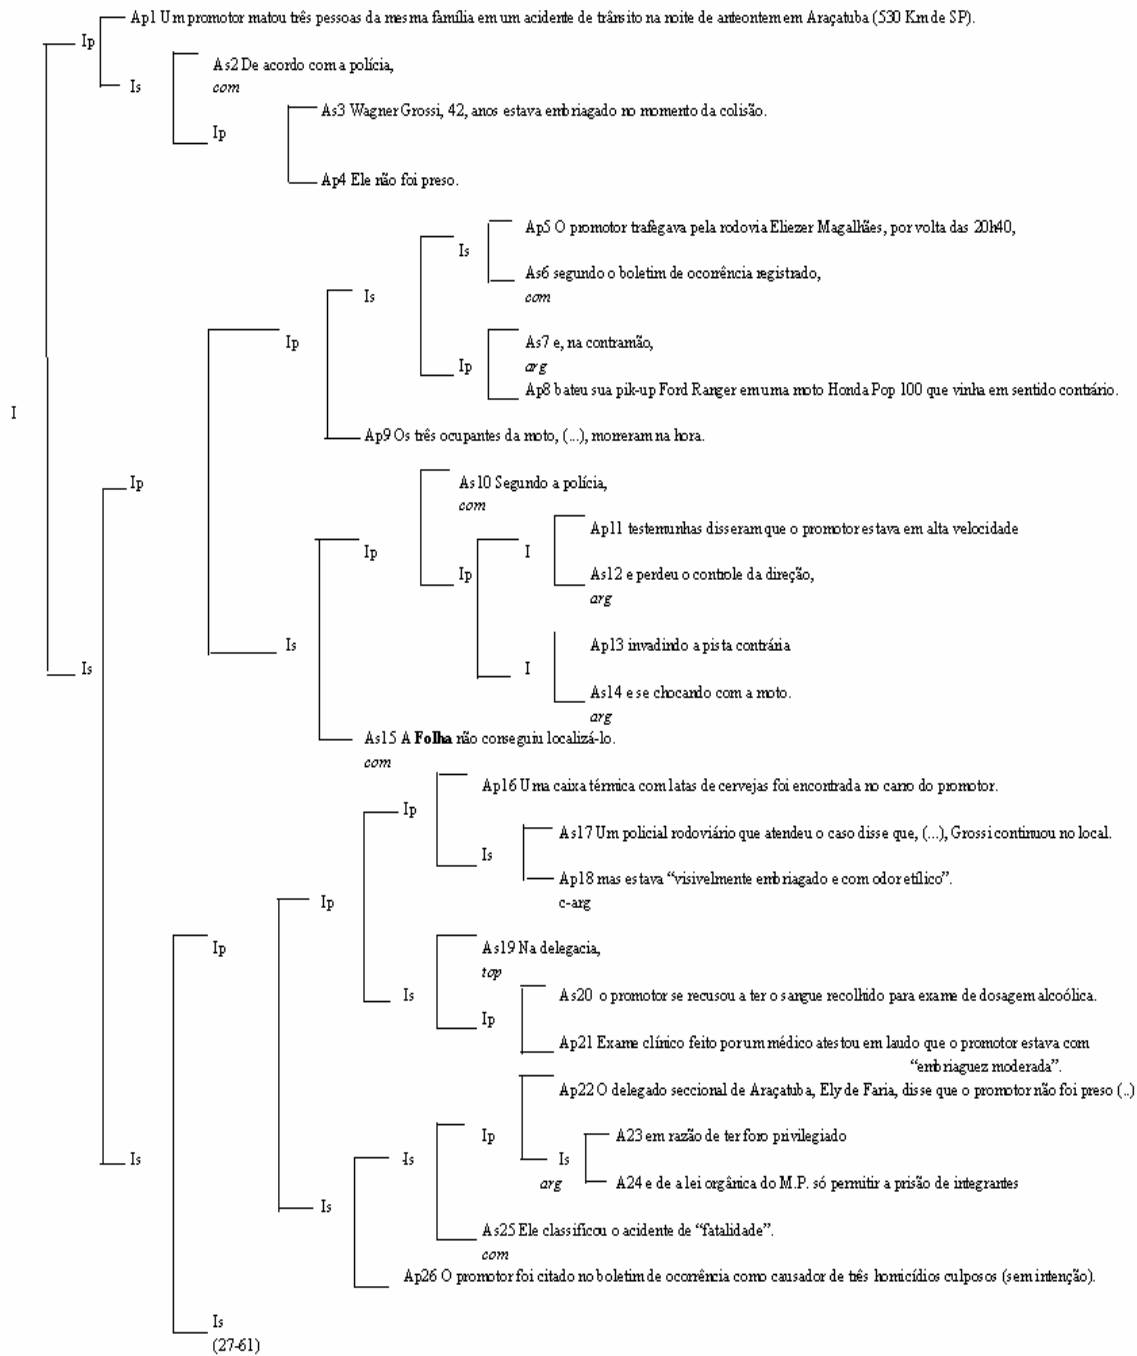 Ap1 Um promotor matou três pessoas da mesma família em um acidente de trânsito na noite de anteontem em Araçatuba (530 Km de SP).
Ip
Is
As2 De acordo com a polícia,
com
Ip
As3 Wagner Grossi, 42, anos estava embriagado no momento da colisão.
Ap4 Ele não foi preso.
Ap5 O promotor trafegava pela rodovia Eliezer Magalhães, por volta das 20h40,
Is
As6 segundo o boletim de ocorrência registrado,
com
Is
Ip
As7 e, na contramão,
arg
Ip
Ap8 bateu sua pik-up Ford Ranger em uma moto Honda Pop 100 que vinha em sentido contrário.
I
Ap9 Os três ocupantes da moto, (...), morreram na hora.
Ip
As10 Segundo a polícia,
com
Ap11 testemunhas disseram que o promotor estava em alta velocidade
I
Ip
Ip
As12 e perdeu o controle da direção,
arg
Is
Ap13 invadindo a pista contrária
Is
I
As14 e se chocando com a moto.
arg
As15 A Folha não conseguiu localizá-lo.
com
Ap16 Uma caixa térmica com latas de cervejas foi encontrada no carro do promotor.
Ip
As17 Um policial rodoviário que atendeu o caso disse que, (...), Grossi continuou no local.
Is
Ap18 mas estava “visivelmente embriagado e com odor etílico”.
c-arg
Ip
Ip
As19 Na delegacia,
top
Is
As20 o promotor se recusou a ter o sangue recolhido para exame de dosagem alcoólica.
Ip
Ap21 Exame clínico feito por um médico atestou em laudo que o promotor estava com
“embriaguez moderada”.
Ap22 O delegado seccional de Araçatuba, Ely de Faria, disse que o promotor não foi preso (..)
Ip
A23 em razão de ter foro privilegiado
Is
-Is
Is
arg
A24 e de a lei orgânica do M.P. só permitir a prisão de integrantes
Is
As25 Ele classificou o acidente de “fatalidade”.
com
Ap26 O promotor foi citado no boletim de ocorrência como causador de três homicídios culposos (sem intenção).
Is
(27-61)